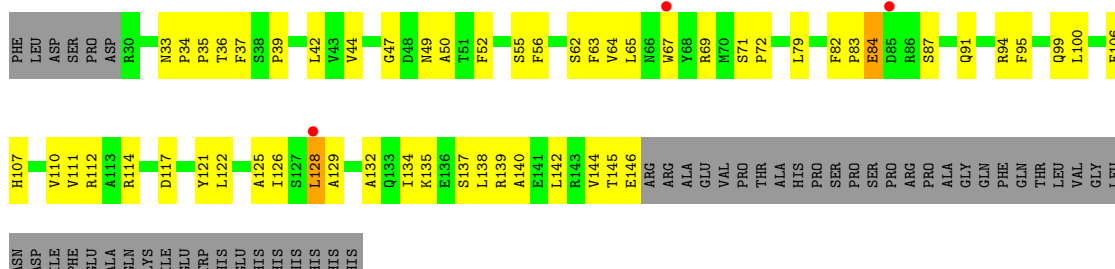 PHE LEU ASP SER PRO ASP R30 N33 P34 P35 T36 F37 S38 P39 L42 V43 V44 G47 D48 N49 A50 T51 F52 S55 F56 S62 F63 V64 L65 N66 W67 Y68 R69 M70 S71 P72 L79 F82 P83 E84 D85 R86 S87 Q91 R94 F95 Q99 L100
H107 V110 V111 R112 A113 R114 D117 Y121 L122 A125 I126 S127 L128 A129 A132 Q133 I134 K135 E136 S137 L138 R139 A140 E141 L142 R143 V144 T145 E146 ARG ARG ALA GLU VAL PRO THR ALA HIS PRO SER PRO SER PRO ARG PRO ALA GLY GLN PHE GLN THR LEU VAL GLY LEU
ASN ASP ILE PHE GLU ALA GLN LYS ILE GLU TRP HIS GLU HIS HIS HIS HIS HIS HIS